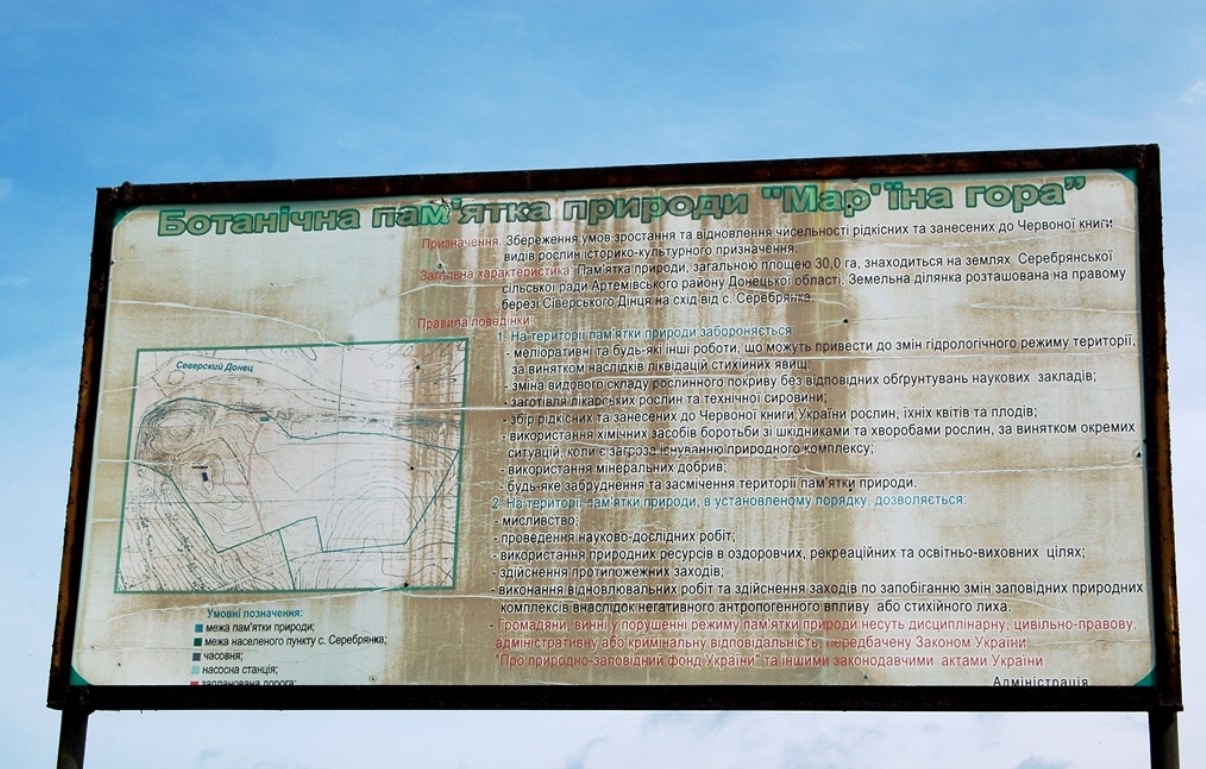 Ботанічна пам'ятка природи "Мар'їна гора"
Призначення: Збереження умов зростання та відновлення чисельності рідкісних та занесених до Червоної книги
видів рослин історико-культурного призначення.
Загальна характеристика: Пам'ятка природи, загальною площею 30,0 га, знаходиться на землях Серебрянської
сільської ради Артемівського району Донецької області. Земельна ділянка розташована на правому
березі Сіверського Дінця на схід від с. Серебрянка.
Правила поведінки:
1. На території пам'ятки природи забороняється:
- меліоративні та будь-які інші роботи, що можуть привести до змін гідрологічного режиму території,
за винятком наслідків ліквідації стихійних явищ;
- зміна видового складу рослинного покриву без відповідних обґрунтувань наукових закладів;
- заготівля лікарських рослин та технічної сировини;
- збір рідкісних та занесених до Червоної книги України рослин, їхніх квітів та плодів;
- використання хімічних засобів боротьби зі шкідниками та хворобами рослин, за винятком окремих
ситуацій, коли є загроза існуванню природного комплексу;
- використання мінеральних добрив;
- будь-яке забруднення та засмічення території пам'ятки природи.
2. На території пам'ятки природи, в установленому порядку, дозволяється:
- мисливство;
- проведення науково-дослідних робіт;
- використання природних ресурсів в оздоровчих, рекреаційних та освітньо-виховних цілях;
- здійснення протипожежних заходів;
- виконання відновлювальних робіт та здійснення заходів по запобіганню змін заповідних природних
комплексів внаслідок негативного антропогенного впливу або стихійного лиха.
- Громадяни, винні у порушенні режиму пам'ятки природи несуть дисциплінарну, цивільно-правову,
адміністративну або кримінальну відповідальність, передбачену Законом України
"Про природно-заповідний фонд України" та іншими законодавчими актами України
Адміністрація
Северский Донец
Умовні позначення:
межа пам'ятки природи;
межа населеного пункту с. Серебрянка;
часовня;
насосна станція;
запланована дорога;